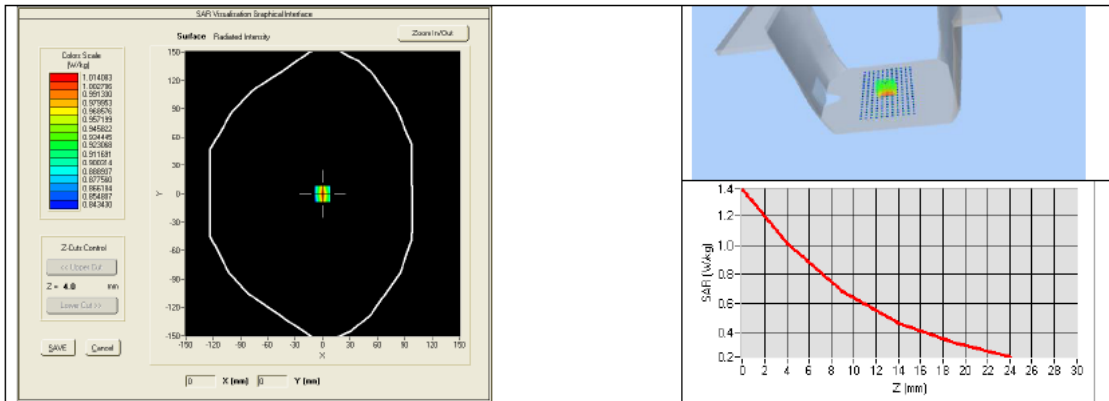 SAR Visualisation Graphical Interface
Surface Radiated Intensity
Zoom In/Out
Colors Scale
(W/kg)
1.014083
1.002706
0.991330
0.979953
0.968576
0.957199
0.945822
0.934445
0.923068
0.911691
0.900314
0.888937
0.877560
0.866184
0.854807
0.843430
Z-Cuts Control
<< Upper Cut
Z = 4.0 mm
Lower Cut >>
SAVE Cancel
150
120
90
60
30
0
-30
-60
-90
-120
-150
Y
-150 -120 -90 -60 -30 0 30 60 90 120 150
X
0 X (mm) 0 Y (mm)
1.4
1.2
1.0
0.8
0.6
0.4
0.2
SAR (W/kg)
0 2 4 6 8 10 12 14 16 18 20 22 24 26 28 30
Z (mm)